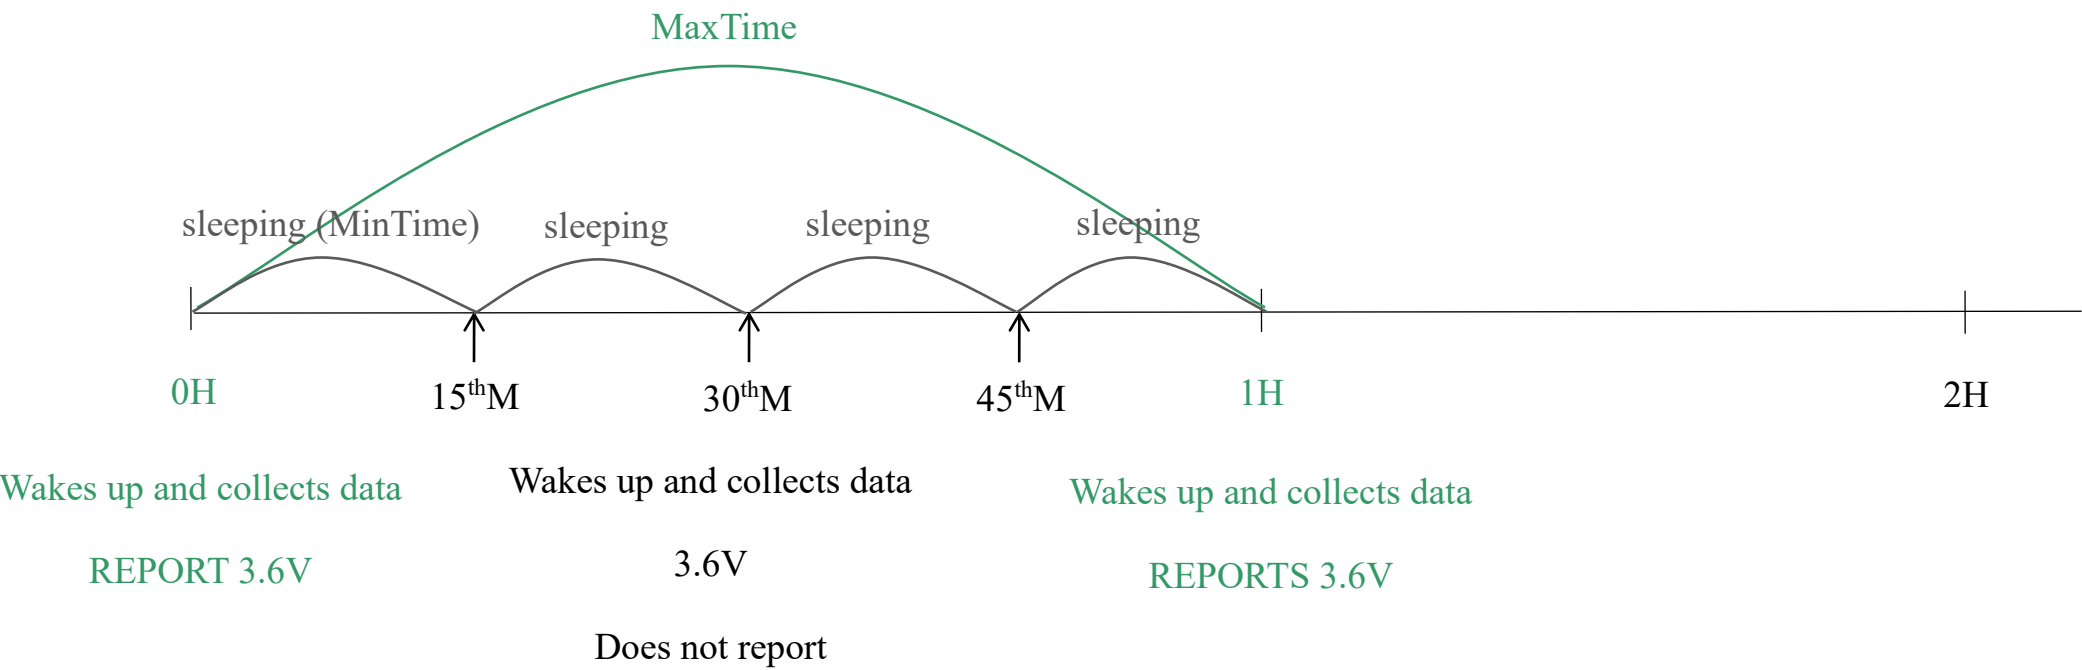 MaxTime
sleeping (MinTime)
sleeping
sleeping
sleeping
0H
15thM
30thM
45thM
1H
2H
Wakes up and collects data
REPORT 3.6V
Wakes up and collects data
3.6V
Does not report
Wakes up and collects data
REPORTS 3.6V